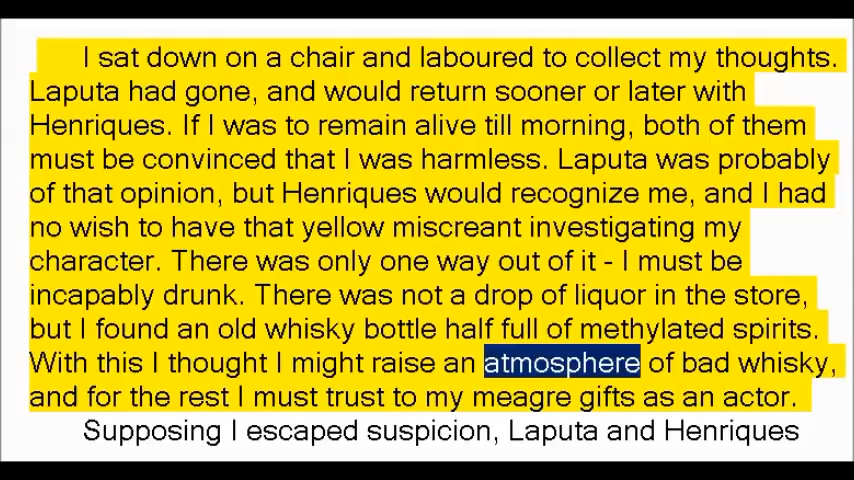 I sat down on a chair and laboured to collect my thoughts.
Laputa had gone, and would return sooner or later with
Henriques. If I was to remain alive till morning, both of them
must be convinced that I was harmless. Laputa was probably
of that opinion, but Henriques would recognize me, and I had
no wish to have that yellow miscreant investigating my
character. There was only one way out of it - I must be
incapably drunk. There was not a drop of liquor in the store,
but I found an old whisky bottle half full of methylated spirits.
With this I thought I might raise an atmosphere of bad whisky,
and for the rest I must trust to my meagre gifts as an actor.
Supposing I escaped suspicion, Laputa and Henriques